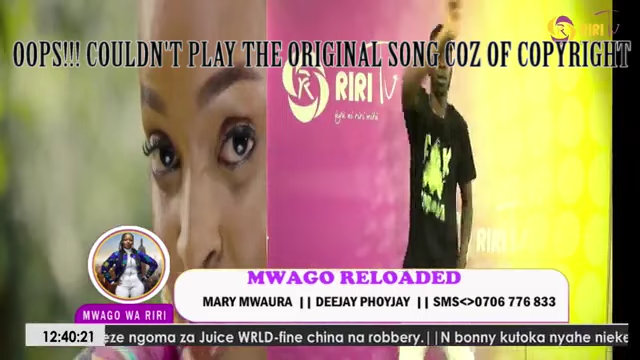 OOPS!!! COULDN'T PLAY THE ORIGINAL SONG COZ OF COPYRIGHT
RIRI TV
RIRI Tv
RIRI
MWAGO RELOADED
MARY MWAURA || DEEJAY PHOYJAY || SMS<>0706 776 833
MWAGO WA RIRI
12:40:21 eze ngoma za Juice WRLD-fine china na robbery.||N bonny kutoka nyahe nieke